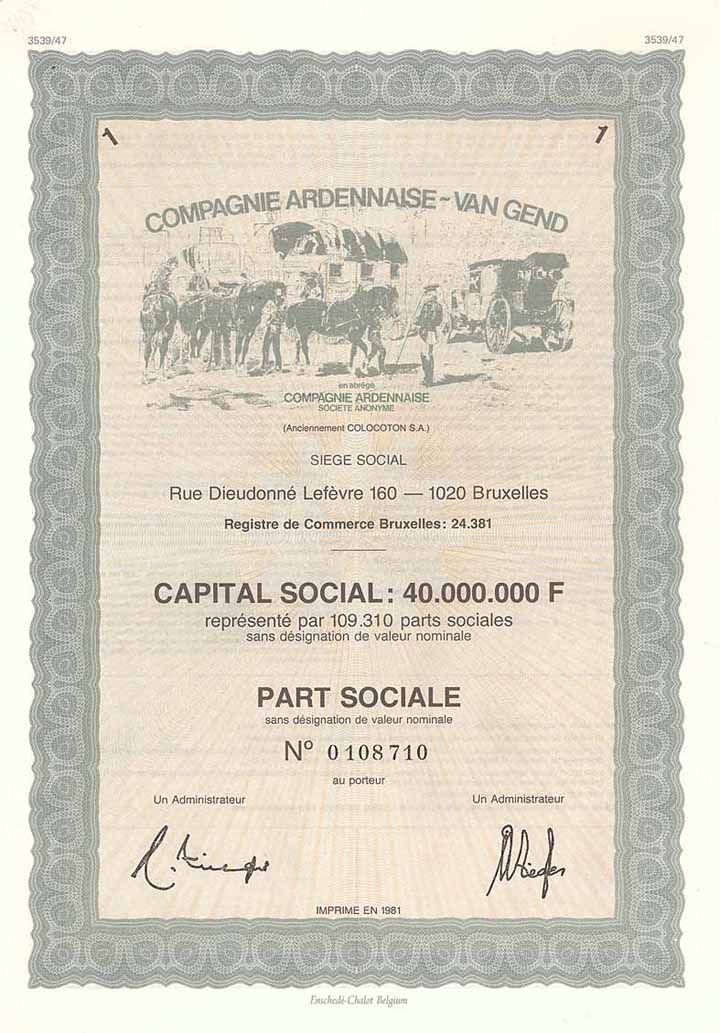 3539/47 3539/47
1 1
COMPAGNIE ARDENNAISE ~ VAN GEND
en abrégé
COMPAGNIE ARDENNAISE
SOCIETE ANONYME
(Anciennement COLOCOTON S.A.)
SIEGE SOCIAL
Rue Dieudonné Lefèvre 160 — 1020 Bruxelles
Registre de Commerce Bruxelles: 24.381
CAPITAL SOCIAL: 40.000.000 F
représenté par 109.310 parts sociales
sans désignation de valeur nominale
PART SOCIALE
sans désignation de valeur nominale
N° 0108710
au porteur
Un Administrateur Un Administrateur
IMPRIME EN 1981
Enschedé-Chalot Belgium